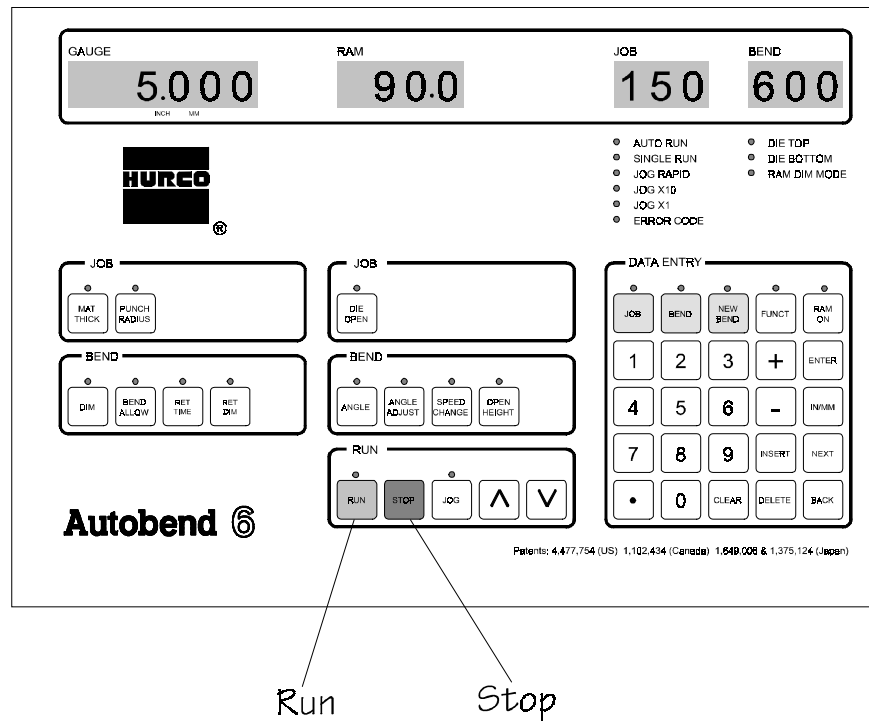 GAUGE RAM JOB BEND
5.000 90.0 150 600
INCH MM
AUTO RUN DIE TOP
SINGLE RUN DIE BOTTOM
JOG RAPID RAM DIM MODE
JOG X10
JOG X1
ERROR CODE
HURCO
®
JOB
MAT THICK PUNCH RADIUS
JOB
DIE OPEN
BEND
DIM BEND ALLOW RET TIME RET DIM
BEND
ANGLE ANGLE ADJUST SPEED CHANGE OPEN HEIGHT
RUN
RUN STOP JOG ∧ ∨
DATA ENTRY
JOB BEND NEW BEND FUNCT RAM ON
1 2 3 + ENTER
4 5 6 - IN/MM
7 8 9 INSERT NEXT
• 0 CLEAR DELETE BACK
Autobend 6
Patents; 4,477,754 (US) 1,102,434 (Canada) 1,649,006 & 1,375,124 (Japan)
Run Stop